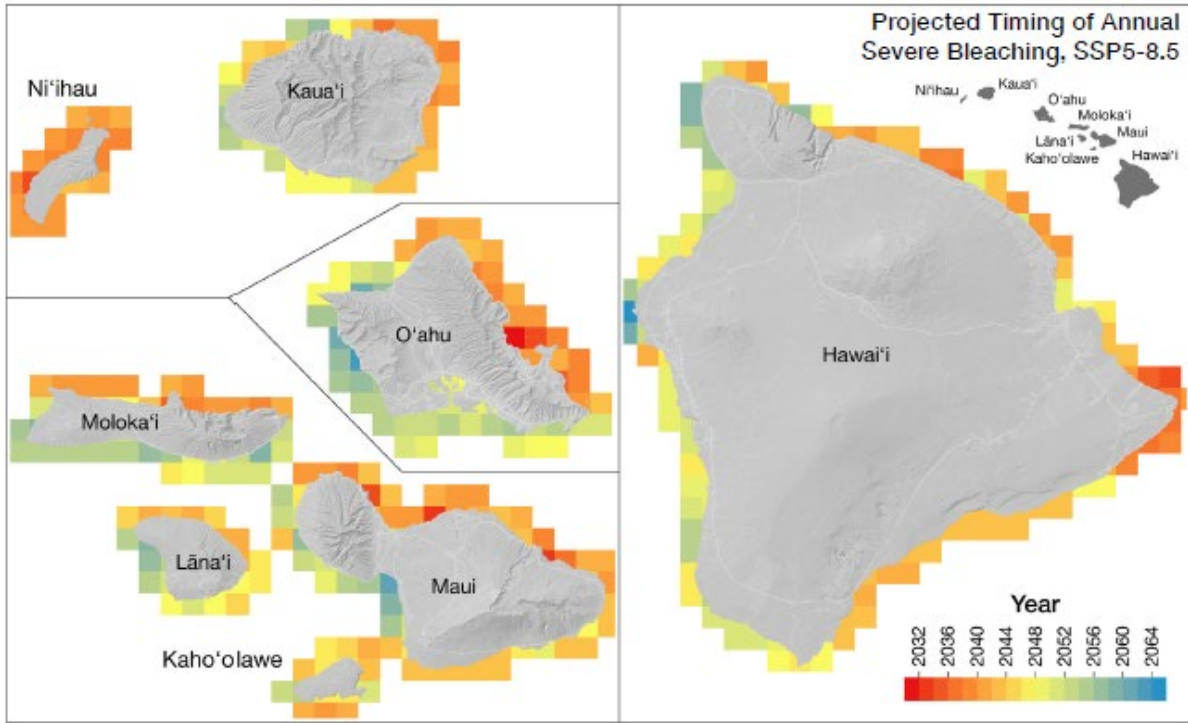 Projected Timing of Annual
Severe Bleaching, SSP5-8.5
Niʻihau
Kauaʻi
Oʻahu
Molokaʻi
Lānaʻi
Maui
Kahoʻolawe
Hawaiʻi
Niʻihau
Kauaʻi
Oʻahu
Molokaʻi
Lānaʻi
Maui
Kahoʻolawe
Hawaiʻi
Year
2032
2036
2040
2044
2048
2052
2056
2060
2064